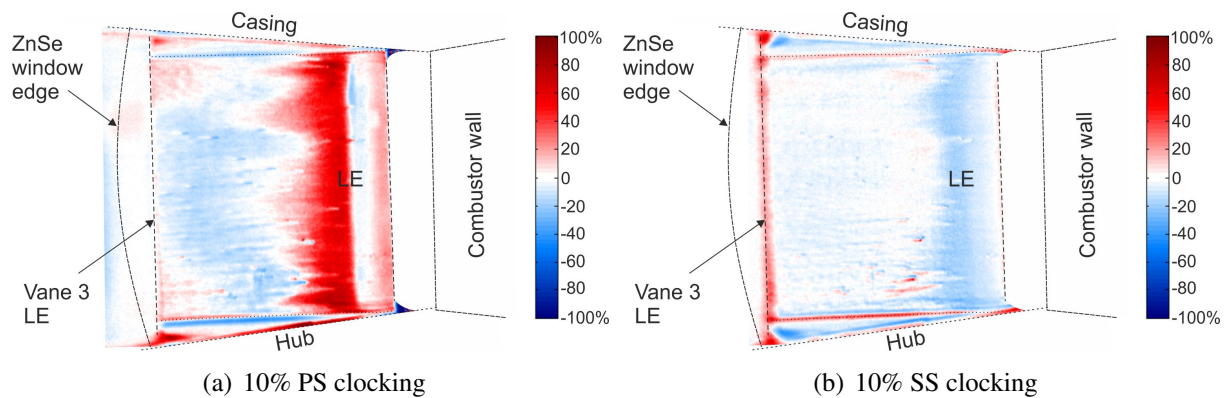 Casing
ZnSe
window
edge
LE
Vane 3
LE
Hub
Combustor wall
100%
80
60
40
20
0
-20
-40
-60
-80
-100%
(a) 10% PS clocking
Casing
ZnSe
window
edge
LE
Vane 3
LE
Hub
Combustor wall
100%
80
60
40
20
0
-20
-40
-60
-80
-100%
(b) 10% SS clocking